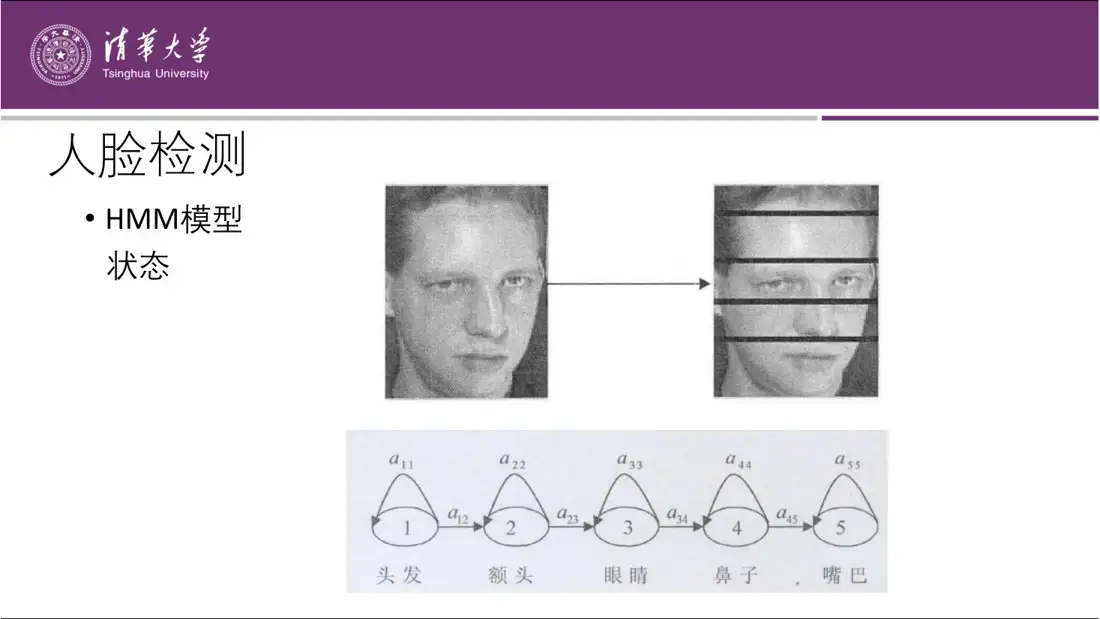 清华大学
Tsinghua University
人脸检测
• HMM模型
状态
a11 a22 a33 a44 a55
1 a12 2 a23 3 a34 4 a45 5
头发 额头 眼睛 鼻子 嘴巴